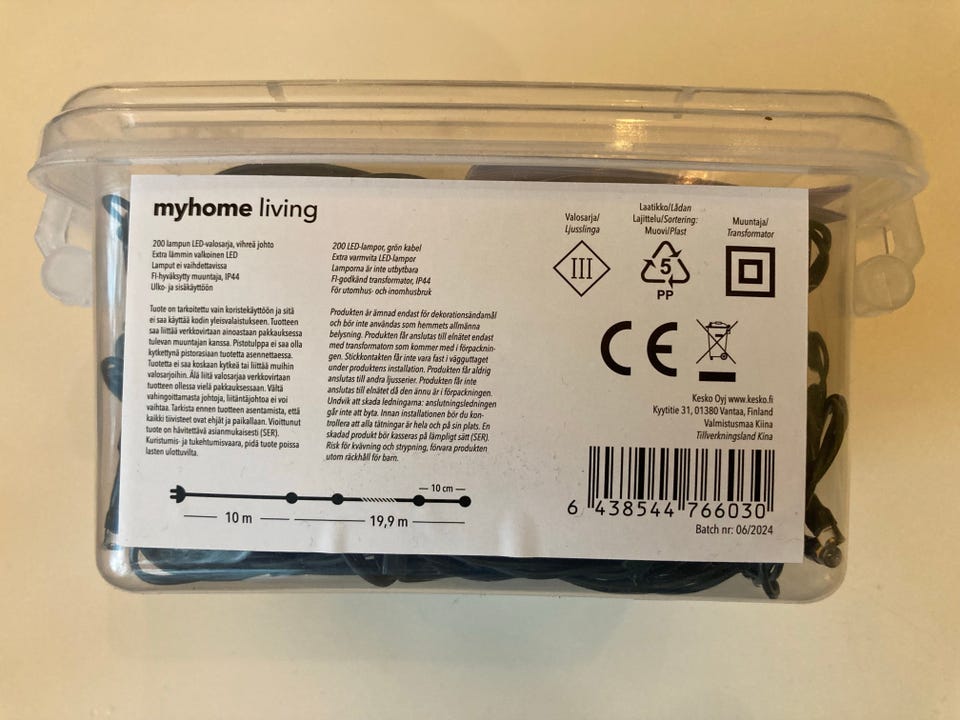 myhome living
200 lampun LED-valosarja, vihreä johto
Extra lämmin valkoinen LED
Lamput ei vaihdettavissa
FI-hyväksytty muuntaja, IP44
Ulko- ja sisäkäyttöön
Tuote on tarkoitettu vain koristekäyttöön ja sitä
ei saa käyttää kodin yleisvalaistukseen. Tuotteen
saa liittää verkkovirtaan ainoastaan pakkauksessa
tulevan muuntajan kanssa. Pistotulppa ei saa olla
kytkettynä pistorasiaan tuotetta asennettaessa.
Tuotetta ei saa koskaan kytkeä tai liittää muihin
valosarjoihin. Älä liitä valosarjaa verkkovirtaan
tuotteen ollessa vielä pakkauksessaan. Vältä
vahingoittamasta johtoja, liitäntäjohtoa ei voi
vaihtaa. Tarkista ennen tuotteen asentamista, että
kaikki tiivisteet ovat ehjät ja paikallaan. Vioittunut
tuote on hävitettävä asianmukaisesti (SER).
Kuristumis- ja tukehtumisvaara, pidä tuote poissa
lasten ulottuvilta.
200 LED-lampor, grön kabel
Extra varmvita LED-lampor
Lamporna är inte utbytbara
FI-godkänd transformator, IP44
För utomhus- och inomhusbruk
Produkten är ämnad endast för dekorationsändamål
och bör inte användas som hemmets allmänna
belysning. Produkten får anslutas till elnätet endast
med transformatorn som kommer med i förpacknin-
gen. Stickkontakten får inte vara fast i vägguttaget
under produktens installation. Produkten får aldrig
anslutas till andra ljusserier. Produkten får inte
anslutas till elnätet då den ännu är i förpackningen.
Undvik att skada ledningarna: anslutningsledningen
går inte att byta. Innan installationen bör du kon-
trollera att alla tätningar är hela och på sin plats. En
skadad produkt bör kasseras på lämpligt sätt (SER).
Risk för kvävning och strypning, förvara produkten
utom räckhåll för barn.
Valosarja/
Ljusslinga
III
Laatikko/Lådan
Lajittelu/Sortering:
Muovi/Plast
5
PP
Muuntaja/
Transformator
CE
Kesko Oyj www.kesko.fi
Kyytitie 31, 01380 Vantaa, Finland
Valmistusmaa Kiina
Tillverkningsland Kina
10 cm
10 m
19,9 m
6 438544 766030
Batch nr: 06/2024